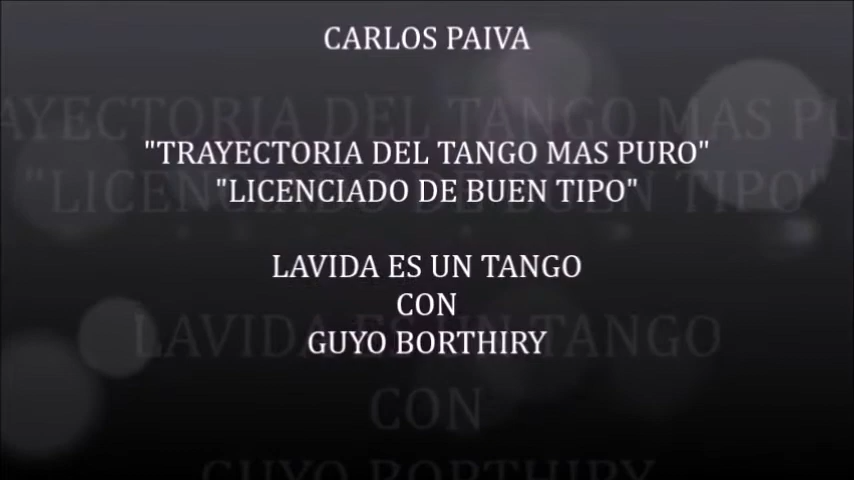 CARLOS PAIVA
"TRAYECTORIA DEL TANGO MAS PURO"
"LICENCIADO DE BUEN TIPO"
LAVIDA ES UN TANGO
CON
GUYO BORTHIRY